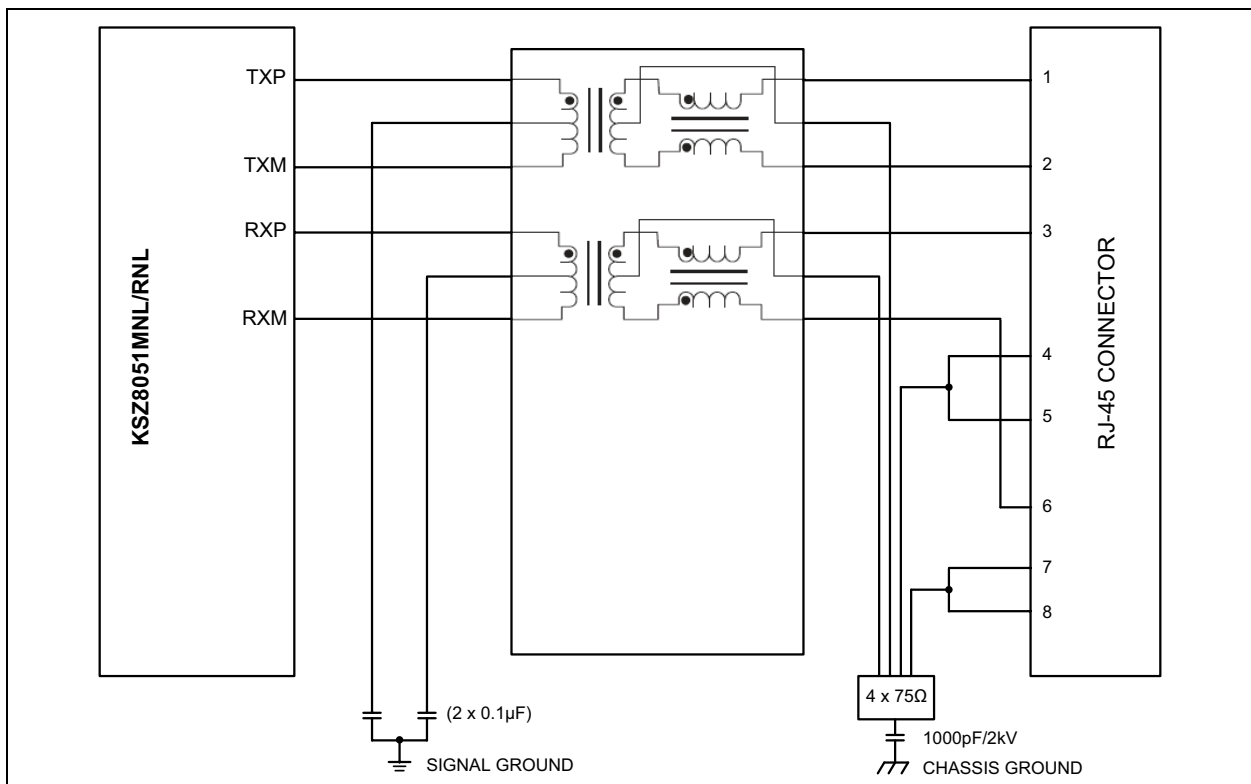 KSZ8051MNL/RNL
TXP
TXM
RXP
RXM
1
2
3
4
5
6
7
8
RJ-45 CONNECTOR
(2 x 0.1µF)
SIGNAL GROUND
4 x 75Ω
1000pF/2kV
CHASSIS GROUND